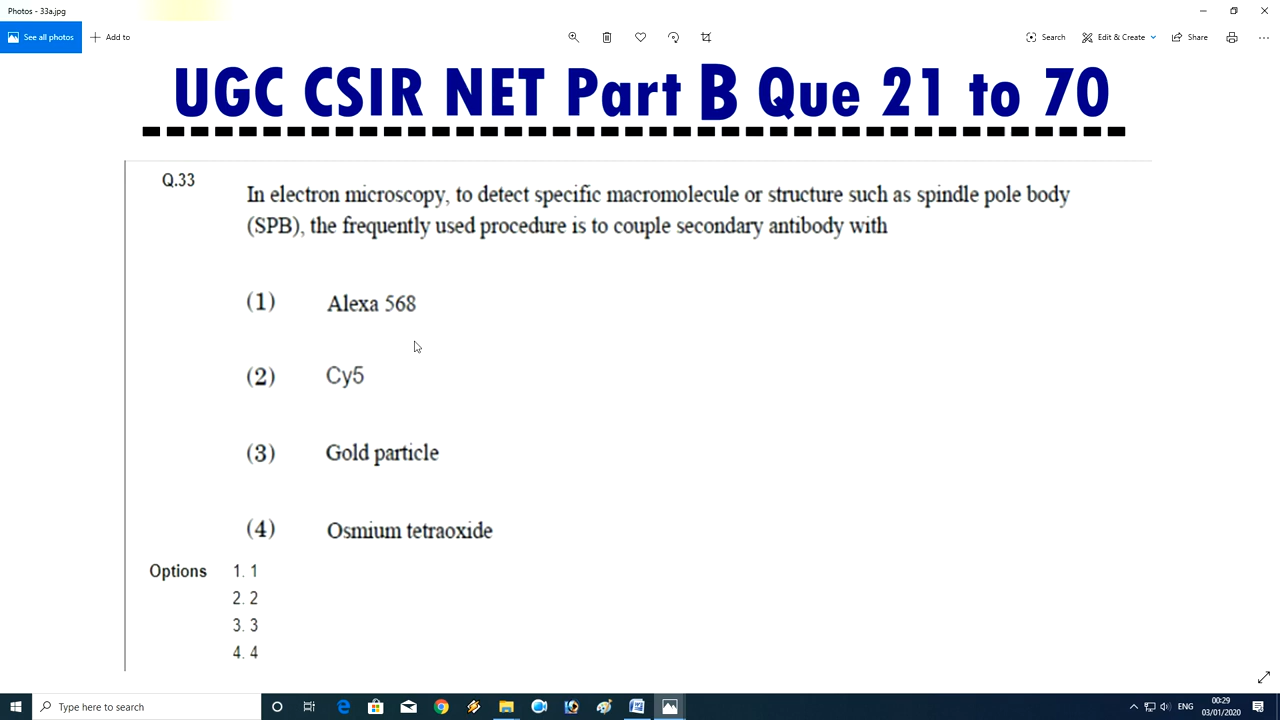 Photos - 33a.jpg
See all photos
Add to
Search
Edit & Create
Share
UGC CSIR NET Part B Que 21 to 70
Q.33
In electron microscopy, to detect specific macromolecule or structure such as spindle pole body
(SPB), the frequently used procedure is to couple secondary antibody with
(1) Alexa 568
(2) Cy5
(3) Gold particle
(4) Osmium tetraoxide
Options 1. 1
2. 2
3. 3
4. 4
Type here to search
ENG
00:29
03/01/2020